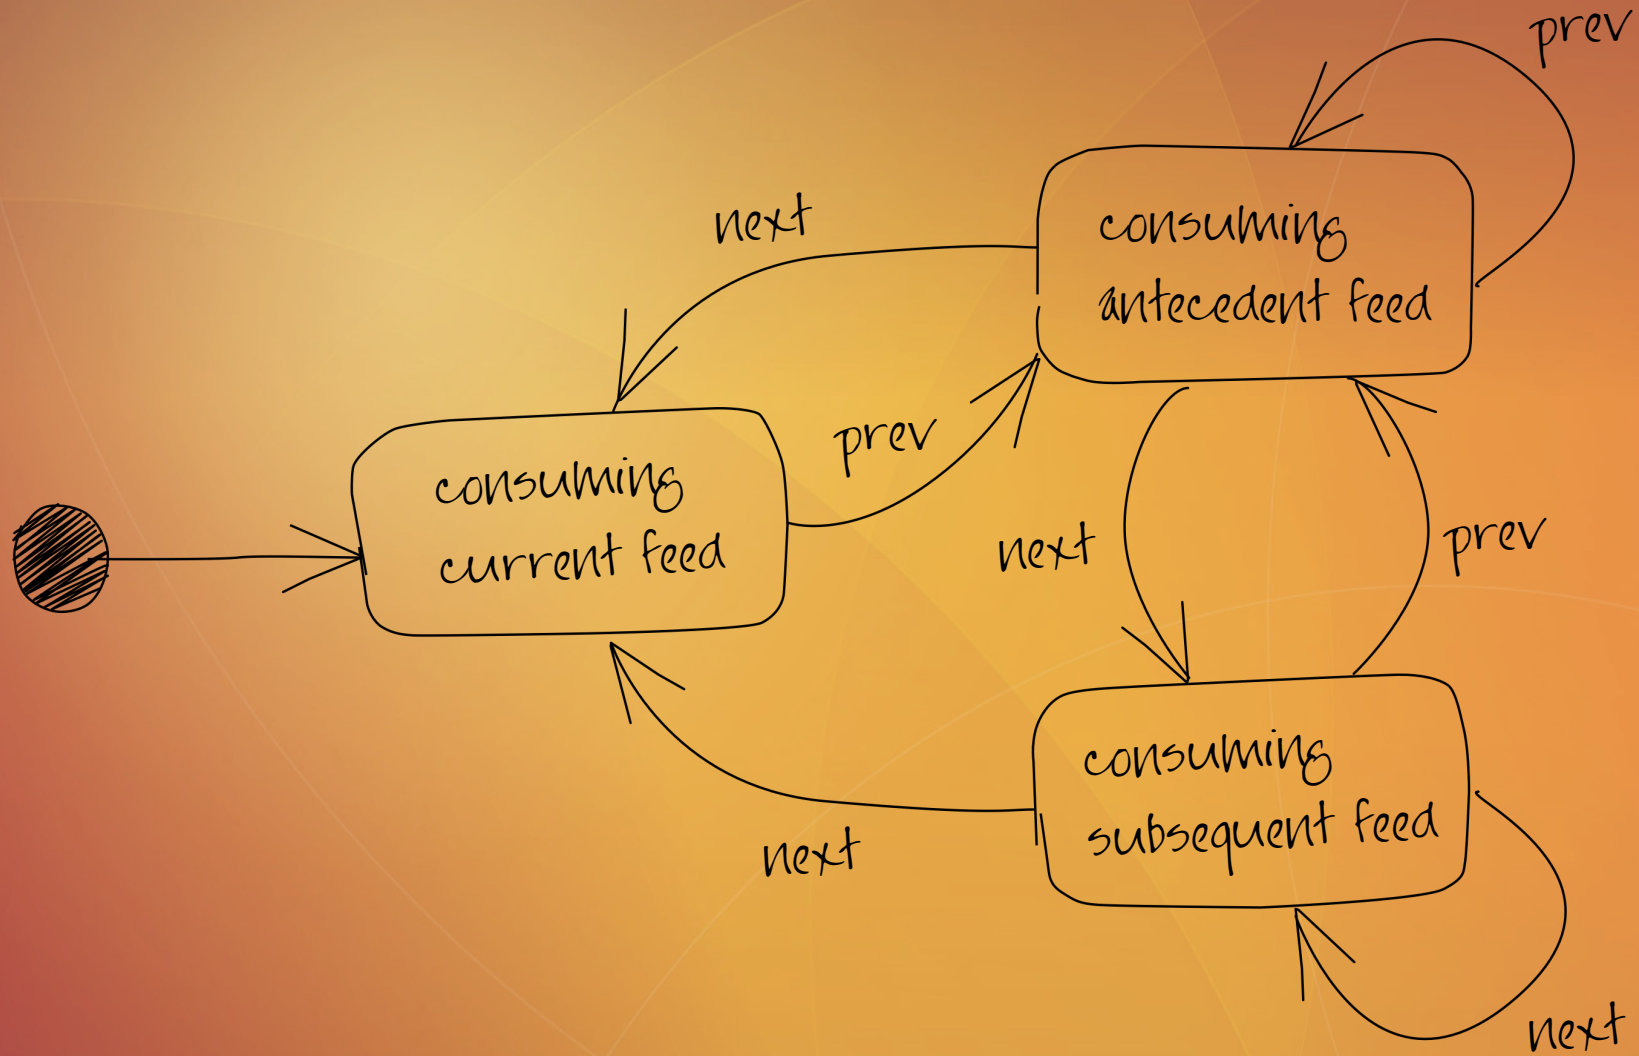 prev
next
consuming
antecedent feed
prev
consuming
current feed
next
prev
consuming
subsequent feed
next
next